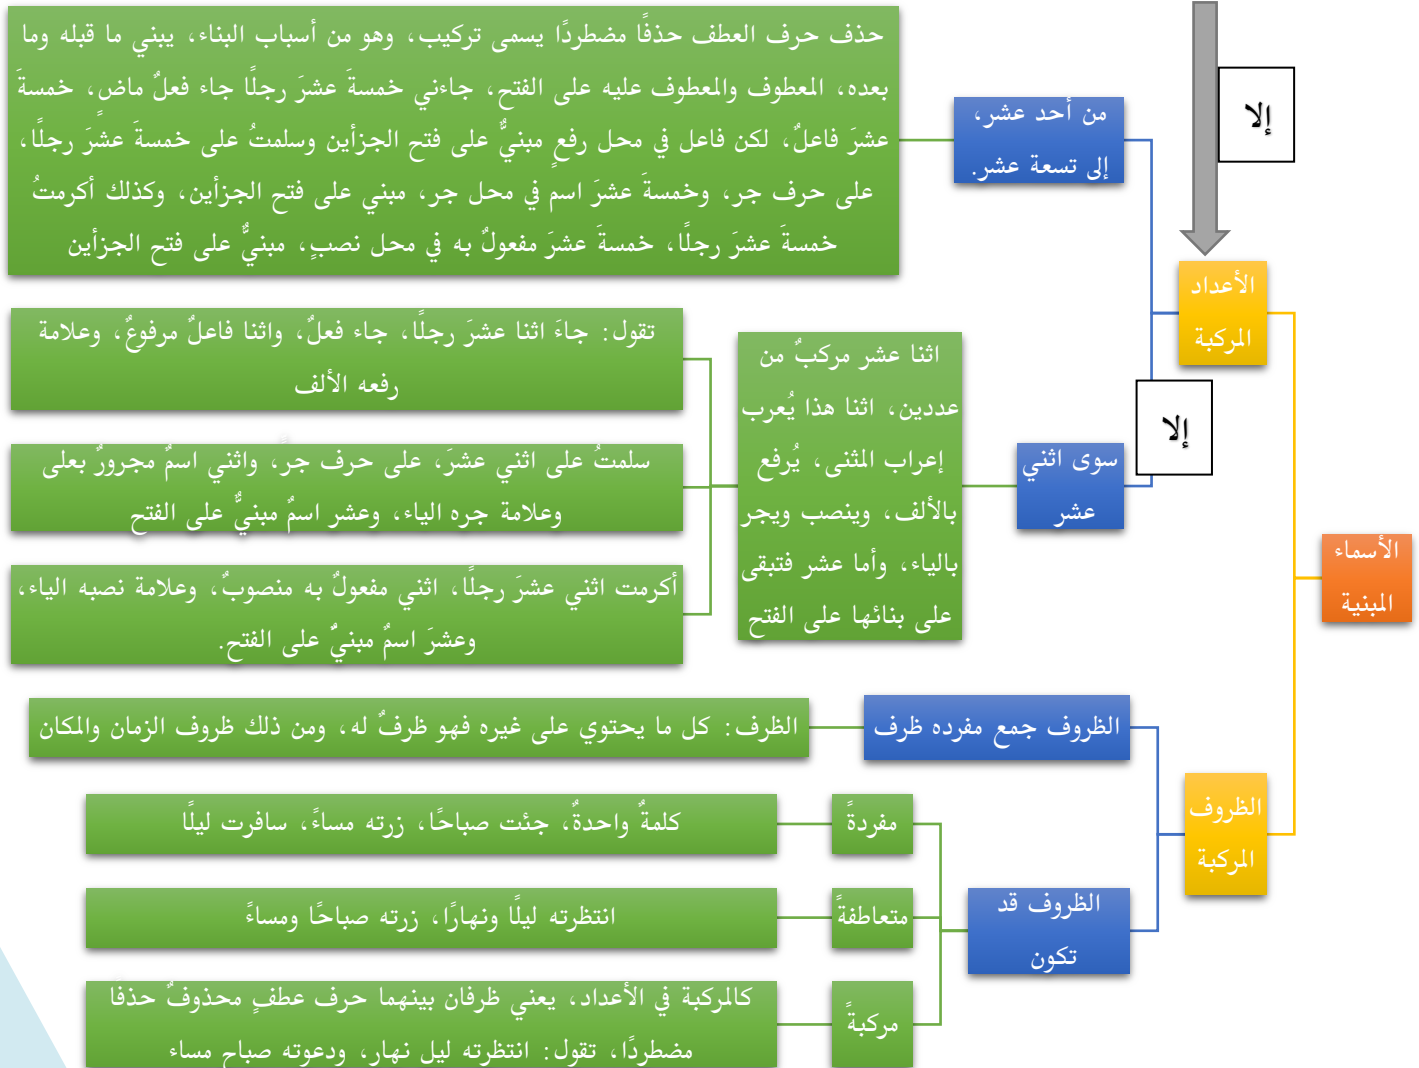 إلا
الأسماء
المبنية
الأعداد
المركبة
من أحد عشر،
إلى تسعة عشر.
حذف حرف العطف حذفًا مضطردًا يسمى تركيب، وهو من أسباب البناء، يبني ما قبله وما
بعده، المعطوف والمعطوف عليه على الفتح، جاءني خمسةَ عشرَ رجلًا جاء فعلٌ ماضٍ، خمسةَ
عشرَ فاعلٌ، لكن فاعل في محل رفعٍ مبنيٌّ على فتح الجزأين وسلمتُ على خمسةَ عشرَ رجلًا،
على حرف جر، وخمسةَ عشرَ اسم في محل جر، مبني على فتح الجزأين، وكذلك أكرمتُ
خمسةَ عشرَ رجلًا، خمسةَ عشرَ مفعولٌ به في محل نصبٍ، مبنيٌّ على فتح الجزأين
إلا
سوى اثني
عشر
اثنا عشر مركبٌ من
عددين، اثنا هذا يُعرب
إعراب المثنى، يُرفع
بالألف، وينصب ويجر
بالياء، وأما عشر فتبقى
على بنائها على الفتح
تقول: جاءَ اثنا عشرَ رجلًا، جاء فعلٌ، واثنا فاعلٌ مرفوعٌ، وعلامة
رفعه الألف
سلمتُ على اثني عشرَ، على حرف جرٍّ، واثني اسمٌ مجرورٌ بعلى
وعلامة جره الياء، وعشر اسمٌ مبنيٌّ على الفتح
أكرمت اثني عشرَ رجلًا، اثني مفعولٌ به منصوبٌ، وعلامة نصبه الياء،
وعشرَ اسمٌ مبنيٌّ على الفتح.
الظروف
المركبة
الظروف جمع مفرده ظرف
الظرف: كل ما يحتوي على غيره فهو ظرفٌ له، ومن ذلك ظروف الزمان والمكان
الظروف قد
تكون
مفردةً
كلمةٌ واحدةٌ، جئت صباحًا، زرته مساءً، سافرت ليلًا
متعاطفةً
انتظرته ليلًا ونهارًا، زرته صباحًا ومساءً
مركبةً
كالمركبة في الأعداد، يعني ظرفان بينهما حرف عطفٍ محذوفٌ حذفًا
مضطردًا، تقول: انتظرته ليل نهار، ودعوته صباح مساء